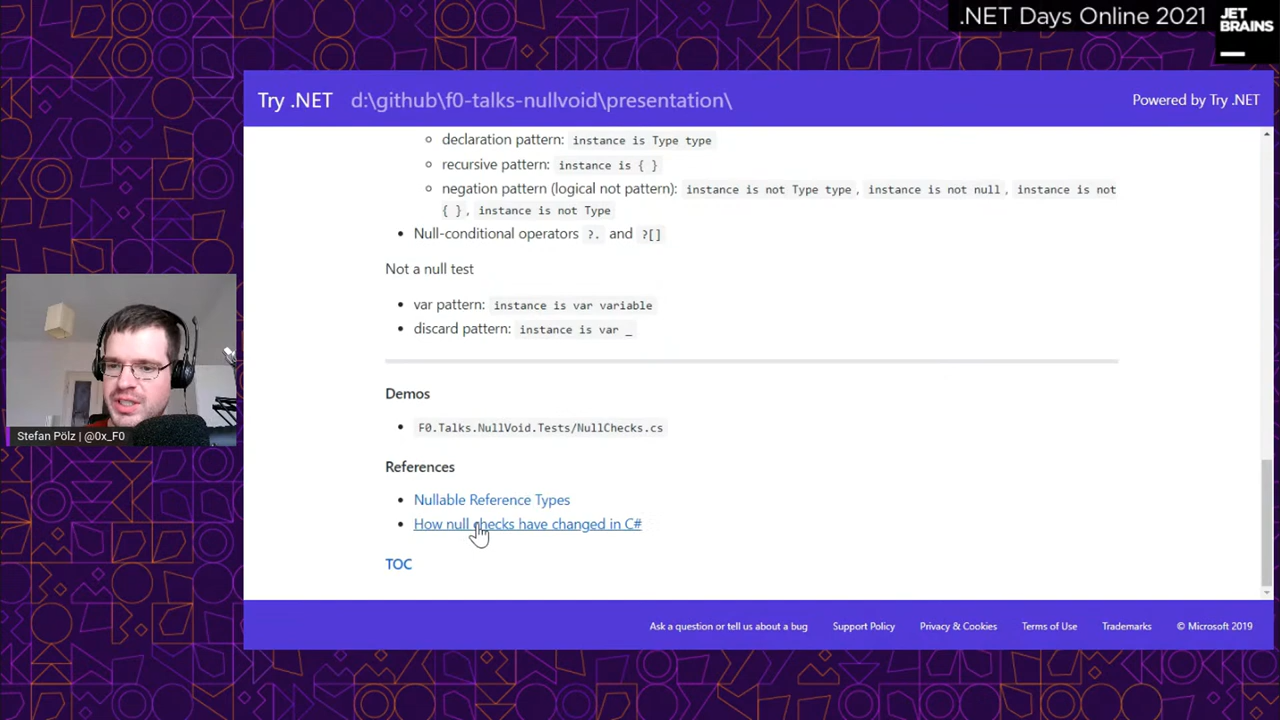 .NET Days Online 2021
JET
BRAINS
Try .NET d:\github\f0-talks-nullvoid\presentation\ Powered by Try .NET
declaration pattern: instance is Type type
recursive pattern: instance is { }
negation pattern (logical not pattern): instance is not Type type, instance is not null, instance is not
{ }, instance is not Type
Null-conditional operators ?. and ?[]
Not a null test
var pattern: instance is var variable
discard pattern: instance is var _
Demos
F0.Talks.NullVoid.Tests/NullChecks.cs
References
Nullable Reference Types
How null checks have changed in C#
TOC
Stefan Pölz | @0x_F0
Ask a question or tell us about a bug Support Policy Privacy & Cookies Terms of Use Trademarks © Microsoft 2019